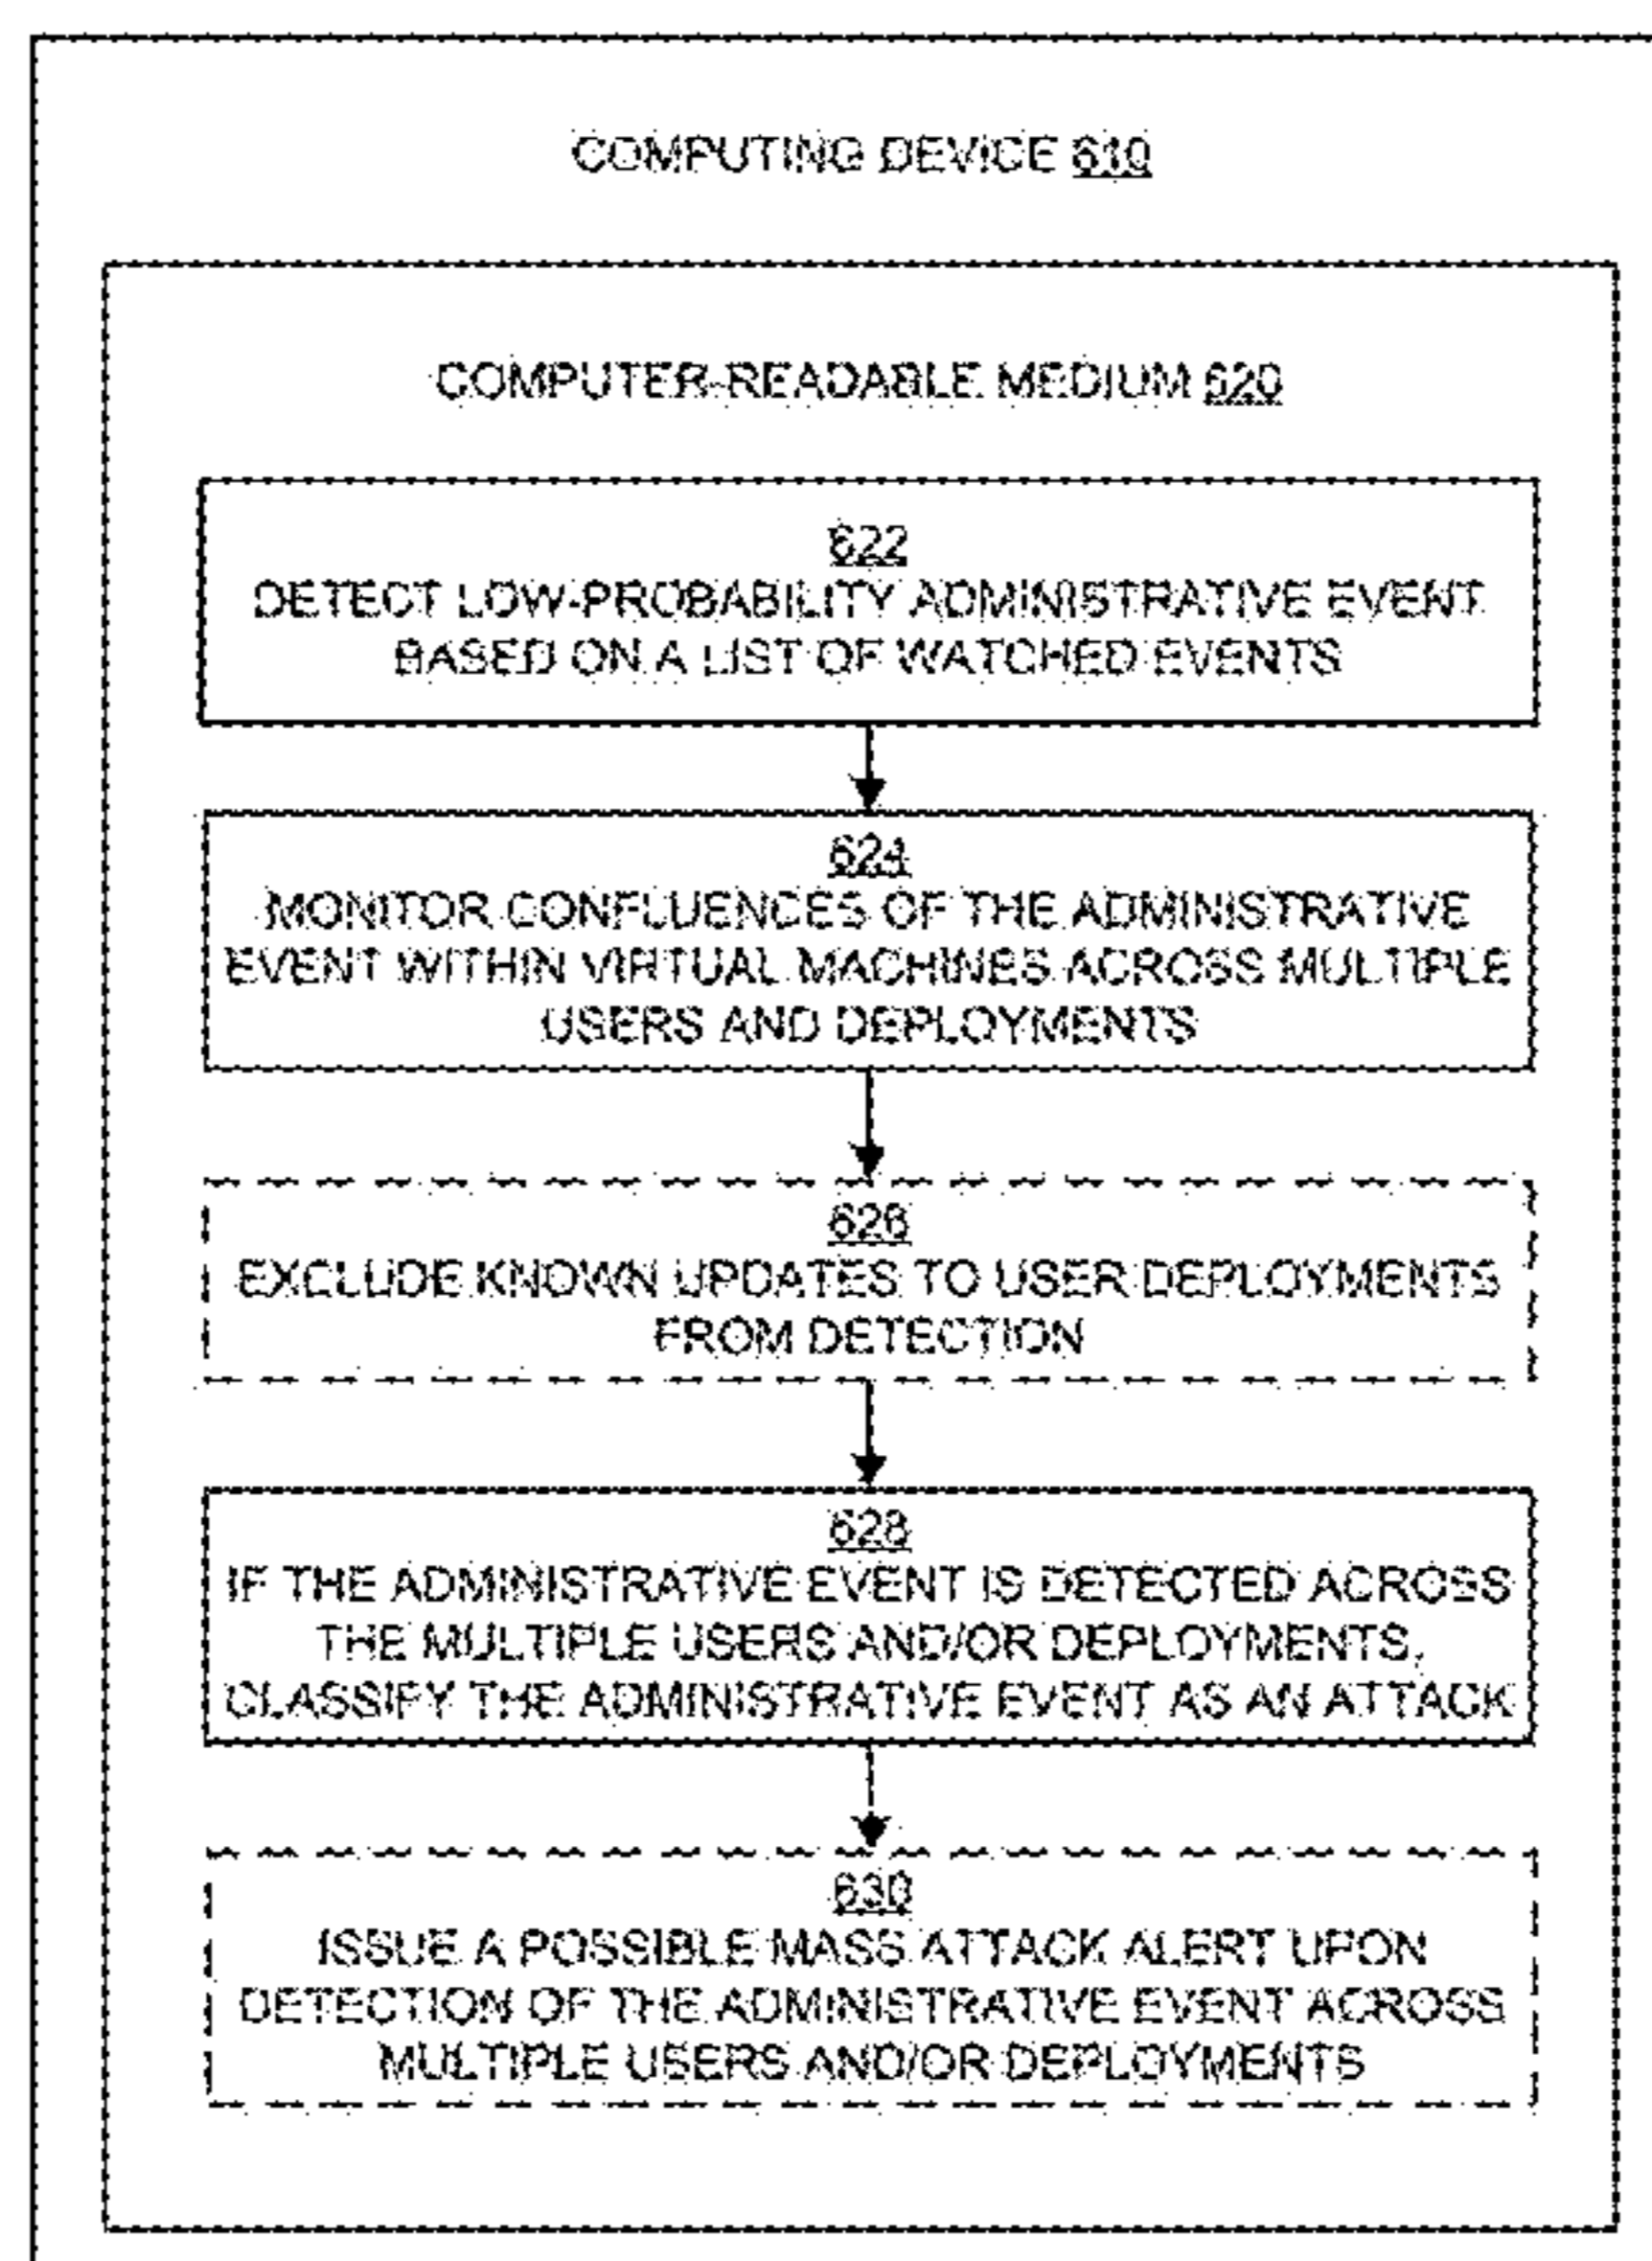 COMPUTING DEVICE 610
COMPUTER-READABLE MEDIUM 620
622
DETECT LOW-PROBABILITY ADMINISTRATIVE EVENT
BASED ON A LIST OF WATCHED EVENTS
624
MONITOR CONFLUENCES OF THE ADMINISTRATIVE
EVENT WITHIN VIRTUAL MACHINES ACROSS MULTIPLE
USERS AND DEPLOYMENTS
626
EXCLUDE KNOWN UPDATES TO USER DEPLOYMENTS
FROM DETECTION
628
IF THE ADMINISTRATIVE EVENT IS DETECTED ACROSS
THE MULTIPLE USERS AND/OR DEPLOYMENTS,
CLASSIFY THE ADMINISTRATIVE EVENT AS AN ATTACK
630
ISSUE A POSSIBLE MASS ATTACK ALERT UPON
DETECTION OF THE ADMINISTRATIVE EVENT ACROSS
MULTIPLE USERS AND/OR DEPLOYMENTS